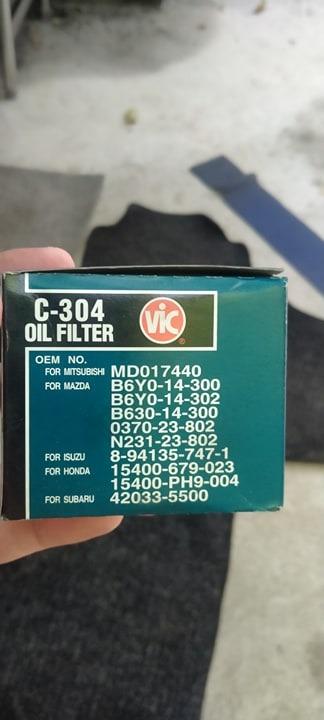 C-304
OIL FILTER
VIC®
OEM NO.
FOR MITSUBISHI MD017440
FOR MAZDA B6Y0-14-300
B6Y0-14-302
B630-14-300
0370-23-802
N231-23-802
FOR ISUZU 8-94135-747-1
FOR HONDA 15400-679-023
15400-PH9-004
FOR SUBARU 42033-5500